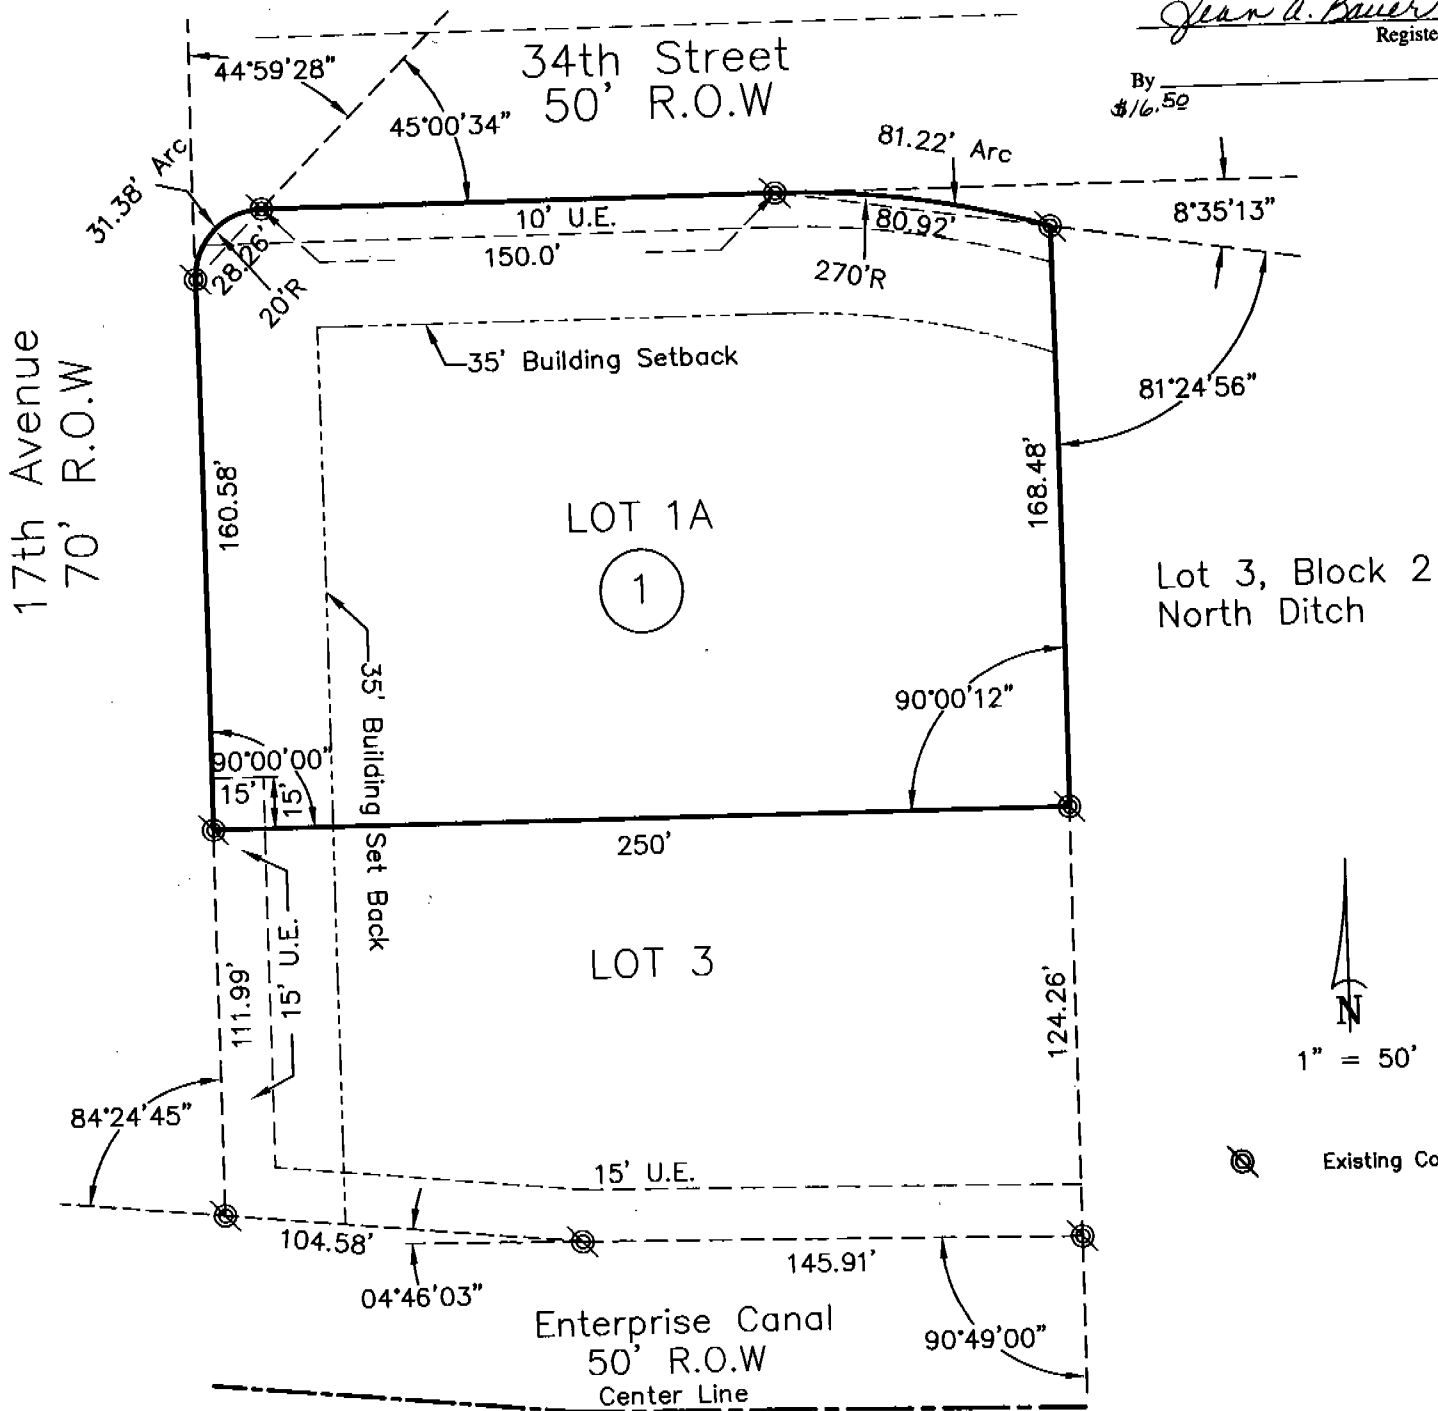 Jean A. Bauer
Registe
By
$16.50
34th Street
50' R.O.W
44°59'28"
45°00'34"
31.38' Arc
81.22' Arc
8°35'13"
10' U.E.
80.92'
28.26'
150.0'
20'R
270'R
35' Building Setback
81°24'56"
17th Avenue
70' R.O.W
160.58'
168.48'
LOT 1A
1
Lot 3, Block 2
North Ditch
35' Building Set Back
90°00'12"
90°00'00"
15'
15'
250'
15' U.E.
LOT 3
111.99'
124.26'
N
1" = 50'
84°24'45"
15' U.E.
Existing Co
104.58'
145.91'
04°46'03"
Enterprise Canal
50' R.O.W
Center Line
90°49'00"